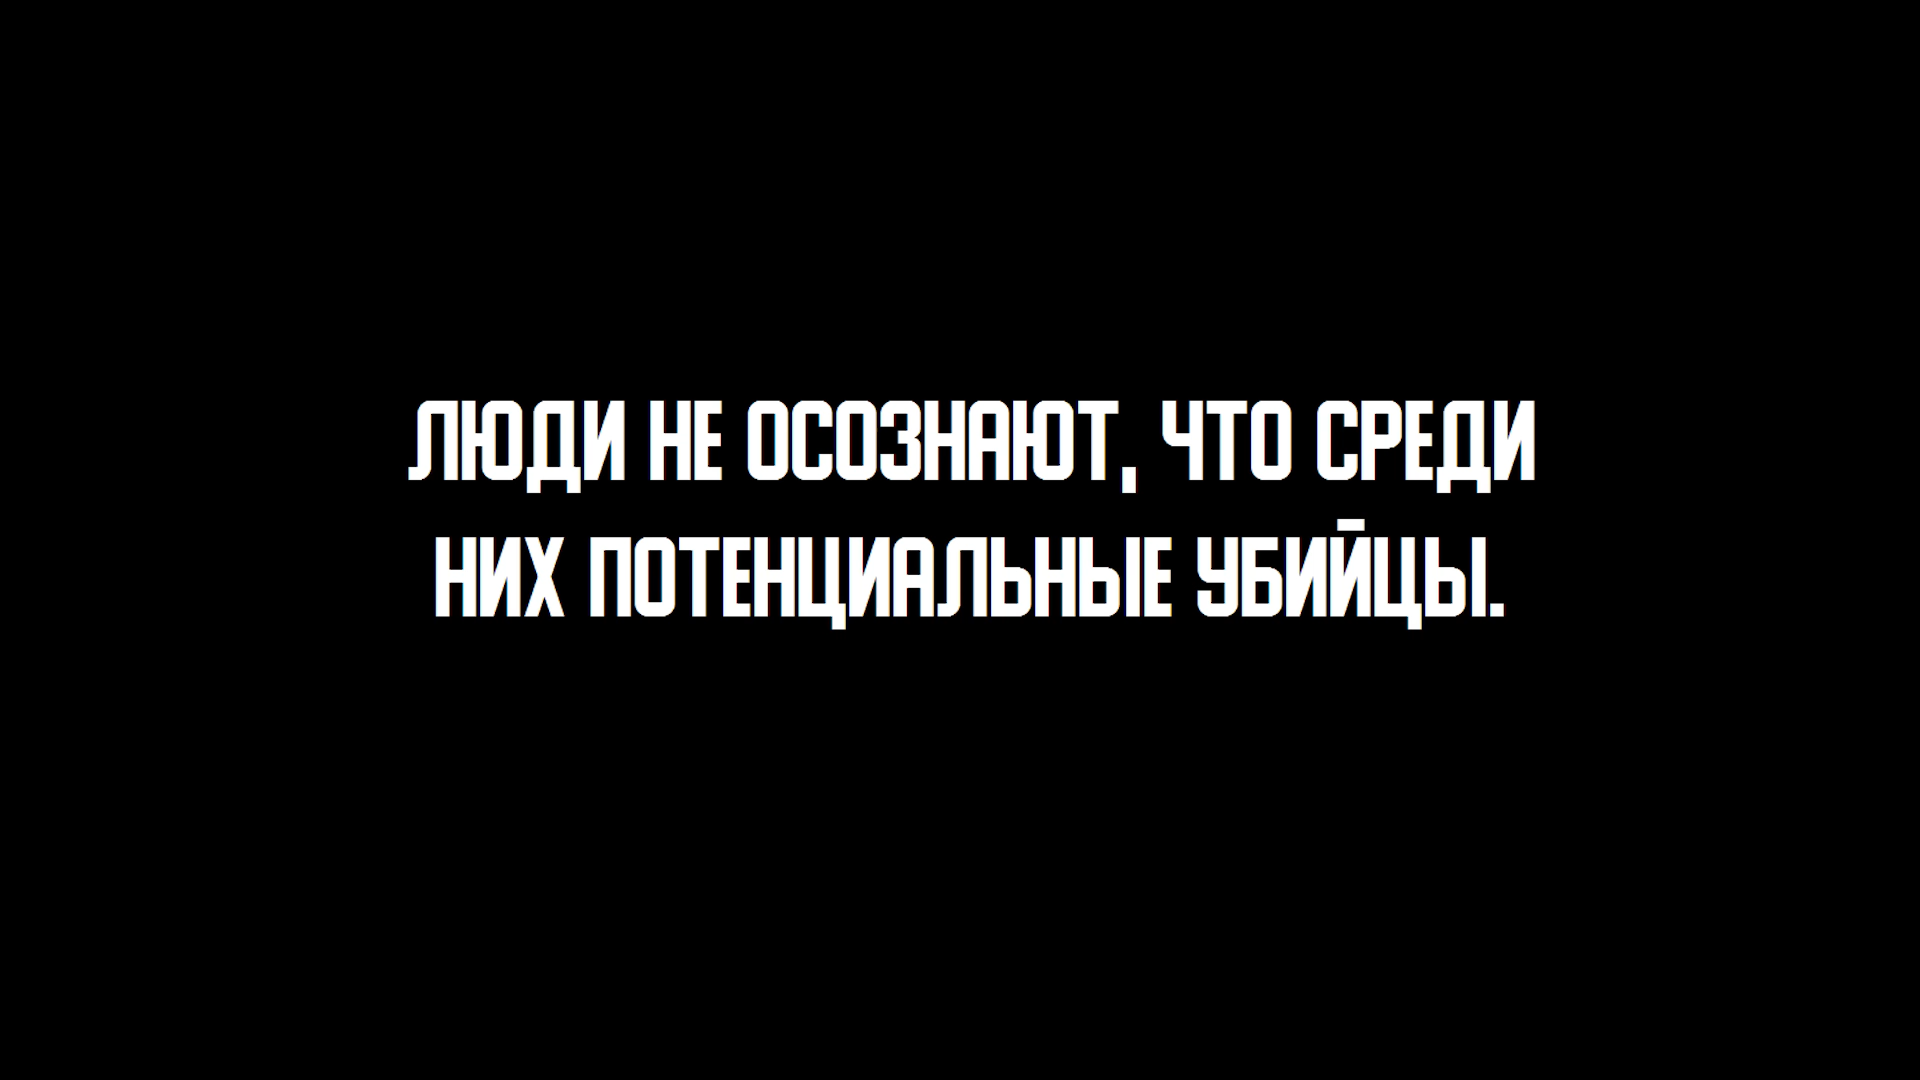 ЛЮДИ НЕ ОСОЗНАЮТ, ЧТО СРЕДИ
НИХ ПОТЕНЦИАЛЬНЫЕ УБИЙЦЫ.